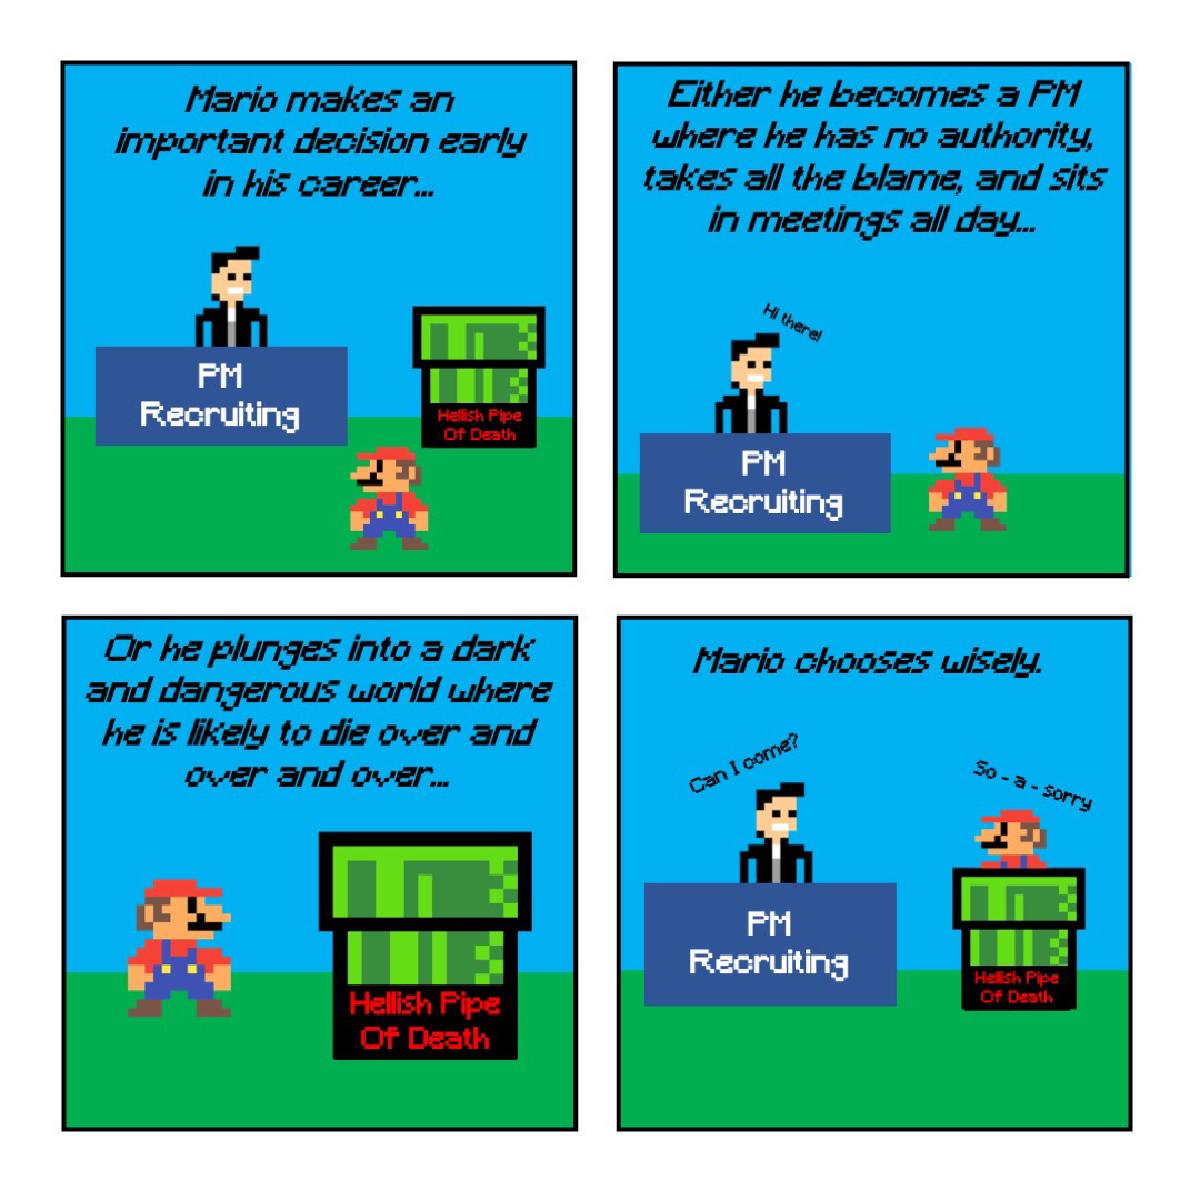 Mario makes an
important decision early
in his career...
PM
Recruiting
Hellish Pipe
Of Death
Either he becomes a PM
where he has no authority,
takes all the blame, and sits
in meetings all day...
Hi there!
PM
Recruiting
Or he plunges into a dark
and dangerous world where
he is likely to die over and
over and over...
Hellish Pipe
Of Death
Mario chooses wisely.
Can I come?
So - a - sorry
PM
Recruiting
Hellish Pipe
Of Death